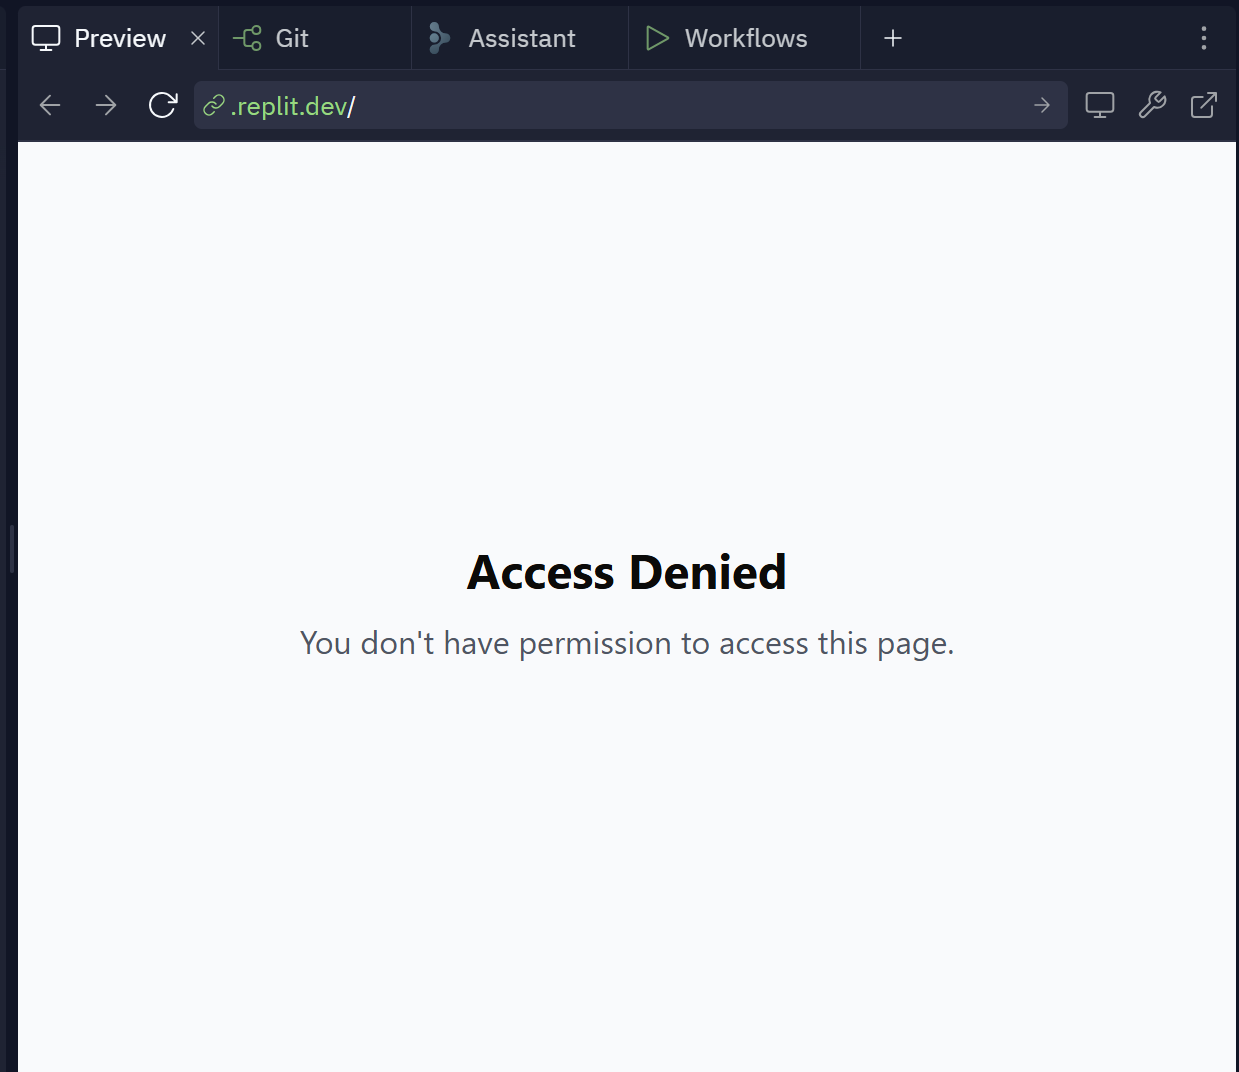 Preview Git Assistant Workflows
.replit.dev/
Access Denied
You don't have permission to access this page.